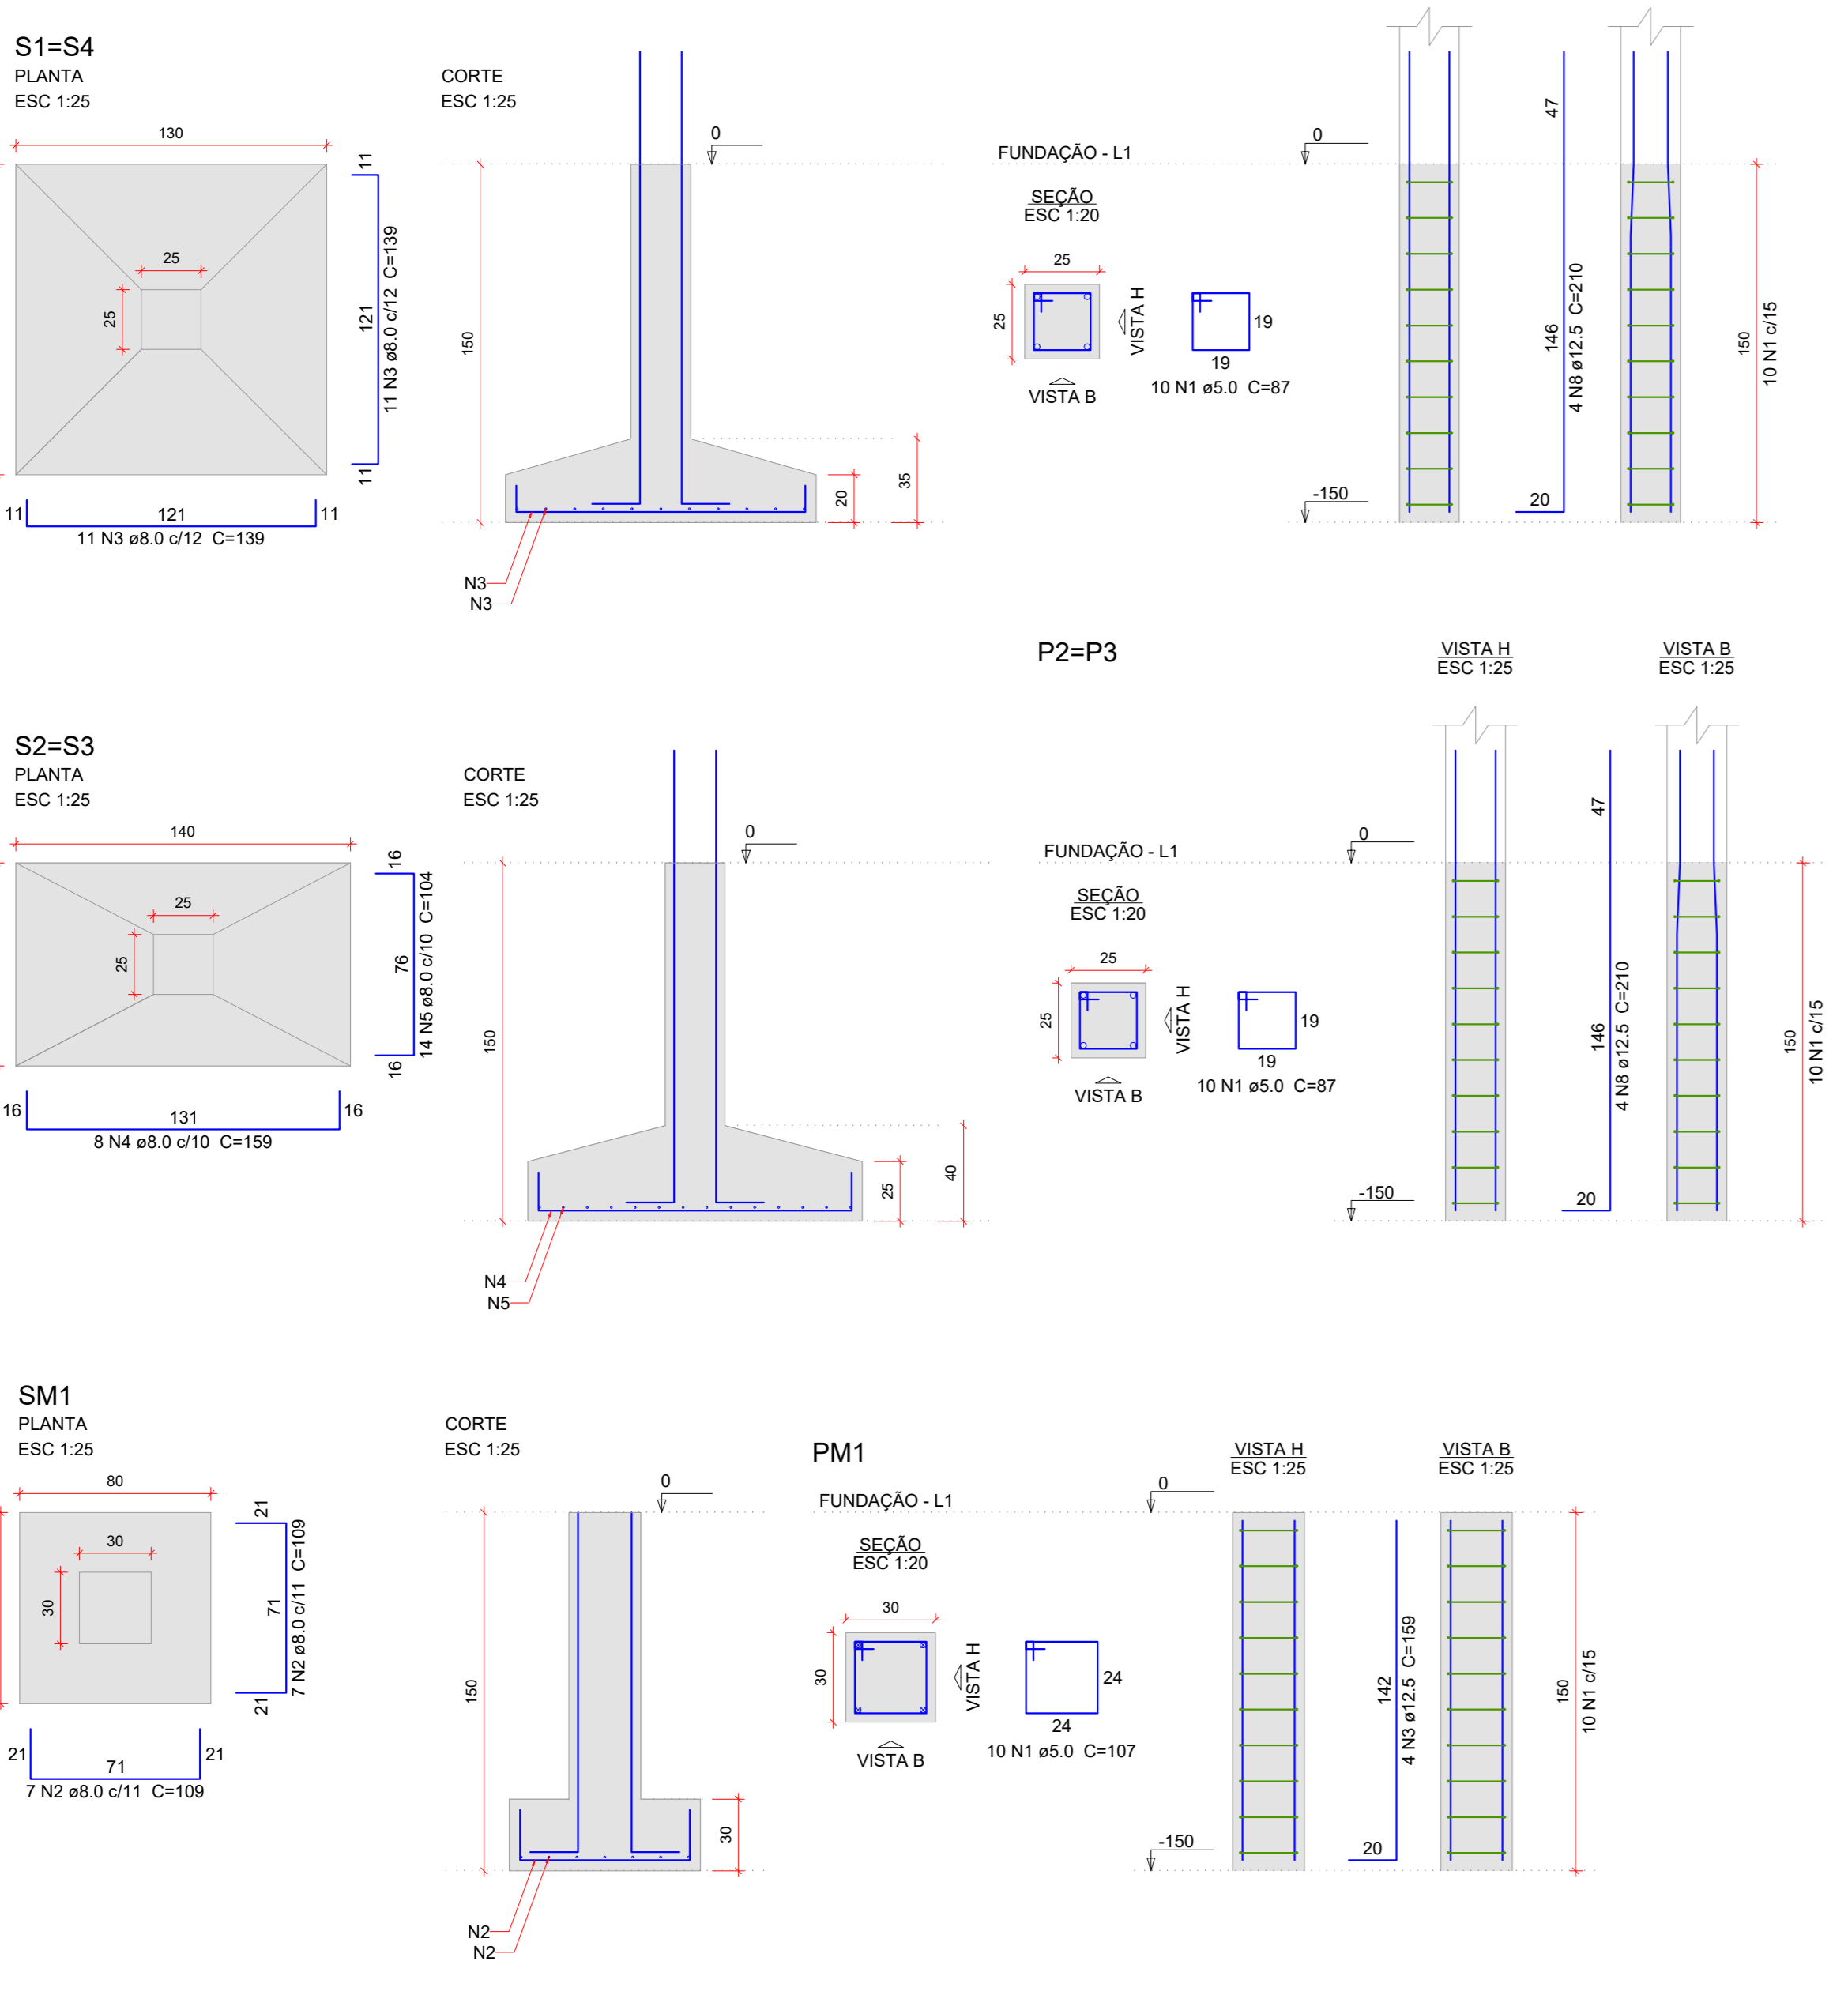 S1=S4
PLANTA
ESC 1:25
130
25
25
11
121
11
11 N3 ø8.0 c/12 C=139
11
121
11
11 N3 ø8.0 c/12 C=139
CORTE
ESC 1:25
0
150
20
35
N3
N3
FUNDAÇÃO - L1
SEÇÃO
ESC 1:20
25
25
VISTA H
VISTA B
19
19
10 N1 ø5.0 C=87
0
-150
47
146
4 N8 ø12.5 C=210
20
150
10 N1 c/15
P2=P3
VISTA H
ESC 1:25
VISTA B
ESC 1:25
S2=S3
PLANTA
ESC 1:25
140
25
25
16
76
16
14 N5 ø8.0 c/10 C=104
16
131
16
8 N4 ø8.0 c/10 C=159
CORTE
ESC 1:25
0
150
25
40
N4
N5
FUNDAÇÃO - L1
SEÇÃO
ESC 1:20
25
25
VISTA H
VISTA B
19
19
10 N1 ø5.0 C=87
0
-150
47
146
4 N8 ø12.5 C=210
20
150
10 N1 c/15
SM1
PLANTA
ESC 1:25
80
30
30
21
71
21
7 N2 ø8.0 c/11 C=109
21
71
21
7 N2 ø8.0 c/11 C=109
CORTE
ESC 1:25
0
150
30
N2
N2
PM1
FUNDAÇÃO - L1
SEÇÃO
ESC 1:20
30
30
VISTA H
VISTA B
24
24
10 N1 ø5.0 C=107
VISTA H
ESC 1:25
VISTA B
ESC 1:25
0
-150
142
4 N3 ø12.5 C=159
20
150
10 N1 c/15